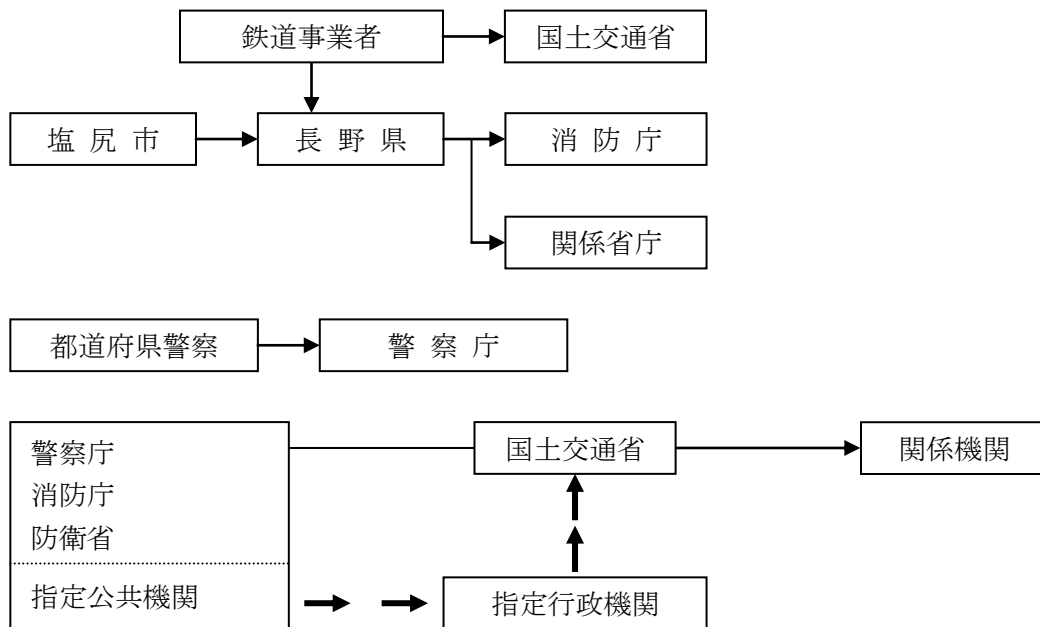 鉄道事業者
国土交通省
塩 尻 市
長 野 県
消 防 庁
関係省庁
都道府県警察
警 察 庁
警察庁
消防庁
防衛省
指定公共機関
国土交通省
関係機関
指定行政機関